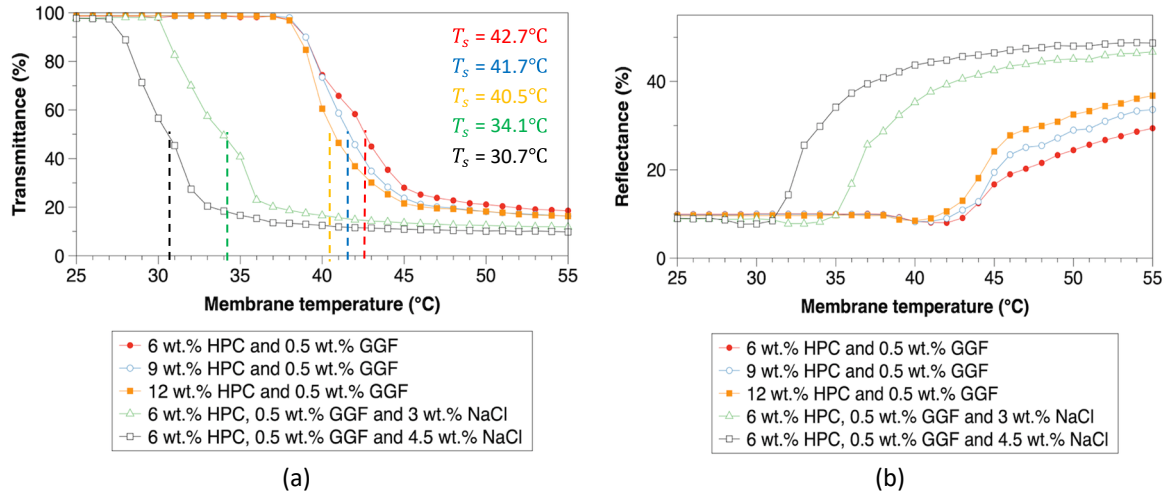 100
80
60
40
20
0
Transmittance (%)
25 30 35 40 45 50 55
Membrane temperature (°C)
Ts = 42.7°C
Ts = 41.7°C
Ts = 40.5°C
Ts = 34.1°C
Ts = 30.7°C
6 wt.% HPC and 0.5 wt.% GGF
9 wt.% HPC and 0.5 wt.% GGF
12 wt.% HPC and 0.5 wt.% GGF
6 wt.% HPC, 0.5 wt.% GGF and 3 wt.% NaCl
6 wt.% HPC, 0.5 wt.% GGF and 4.5 wt.% NaCl
(a)
40
20
0
Reflectance (%)
25 30 35 40 45 50 55
Membrane temperature (°C)
6 wt.% HPC and 0.5 wt.% GGF
9 wt.% HPC and 0.5 wt.% GGF
12 wt.% HPC and 0.5 wt.% GGF
6 wt.% HPC, 0.5 wt.% GGF and 3 wt.% NaCl
6 wt.% HPC, 0.5 wt.% GGF and 4.5 wt.% NaCl
(b)